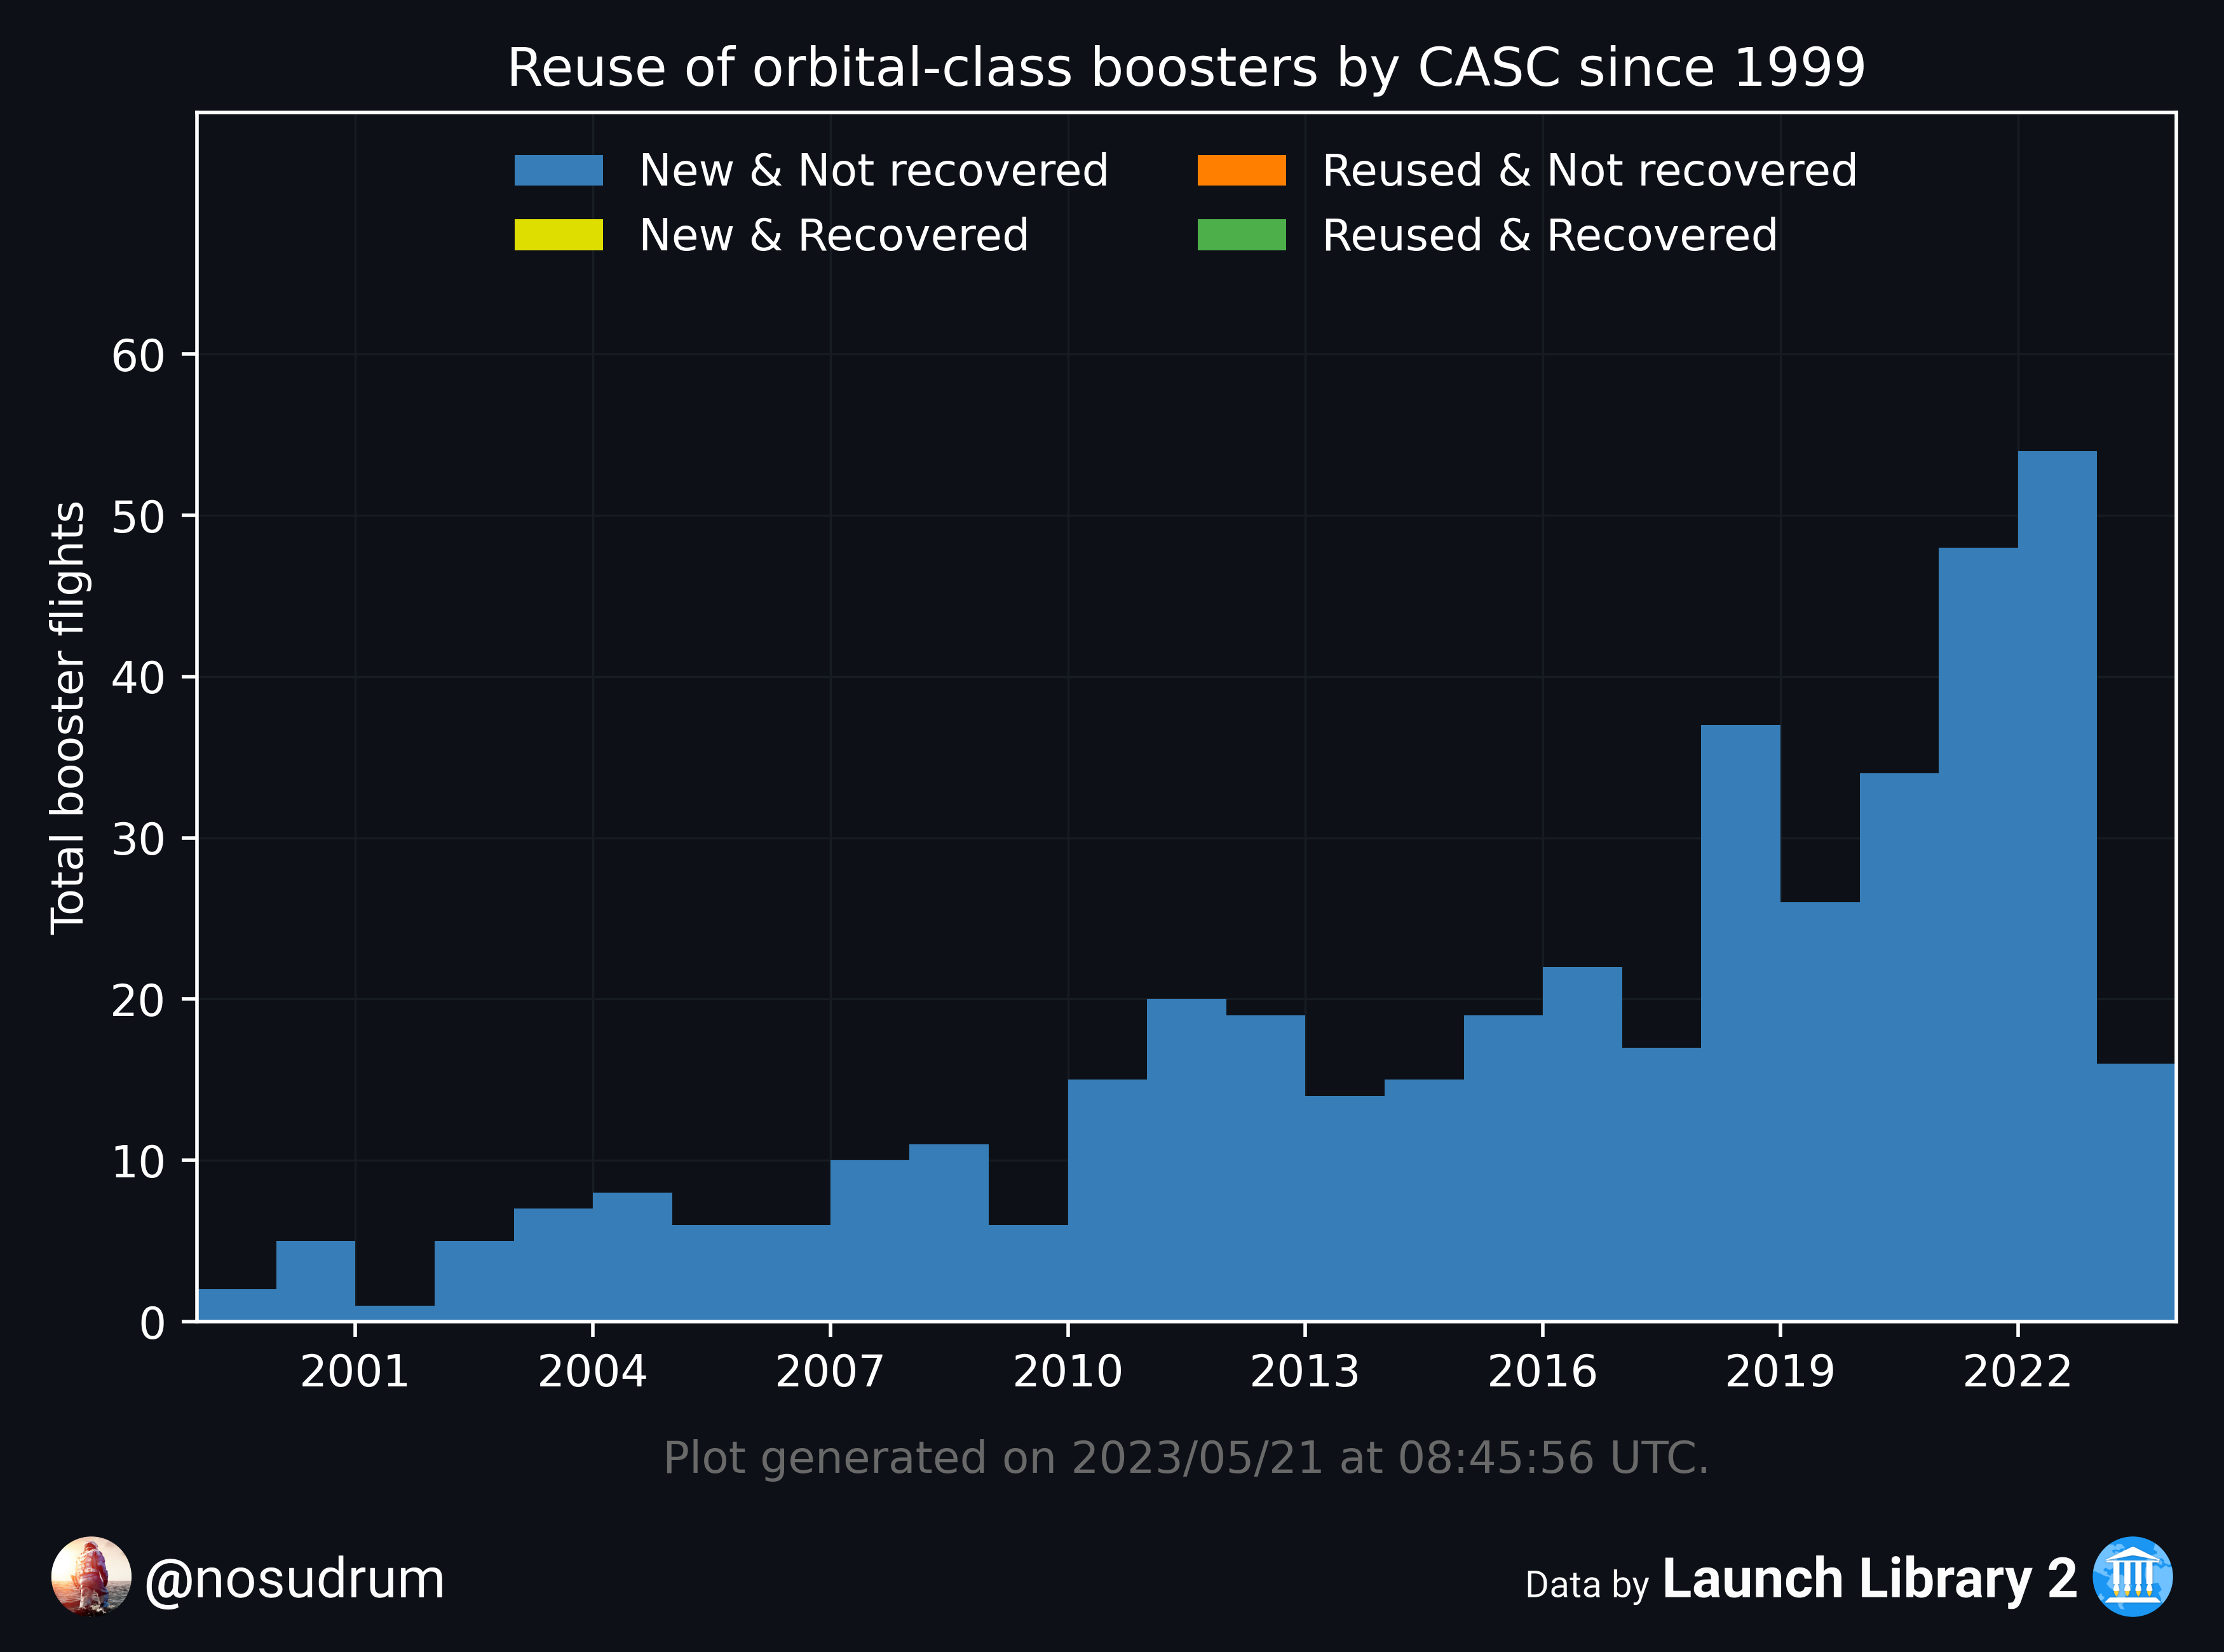 Reuse of orbital-class boosters by CASC since 1999
New & Not recovered
New & Recovered
Reused & Not recovered
Reused & Recovered
Total booster flights
60
50
40
30
20
10
0
2001 2004 2007 2010 2013 2016 2019 2022
Plot generated on 2023/05/21 at 08:45:56 UTC.
@nosudrum
Data by Launch Library 2